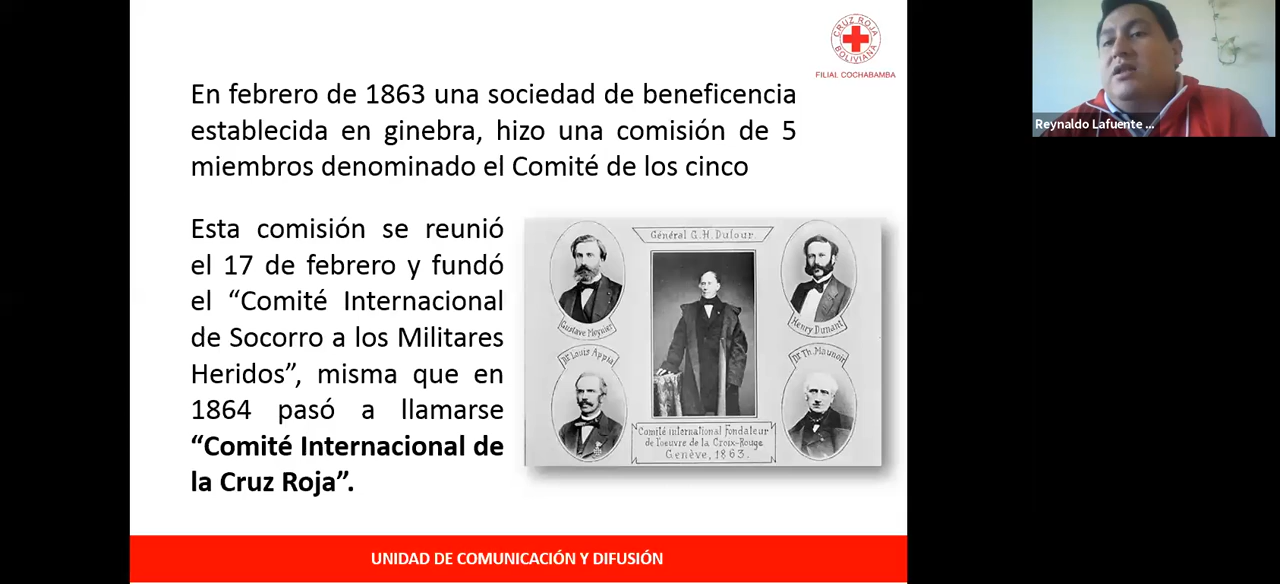 CRUZ ROJA
BOLIVIANA
FILIAL COCHABAMBA
Reynaldo Lafuente ...
En febrero de 1863 una sociedad de beneficencia
establecida en ginebra, hizo una comisión de 5
miembros denominado el Comité de los cinco
Esta comisión se reunió
el 17 de febrero y fundó
el “Comité Internacional
de Socorro a los Militares
Heridos”, misma que en
1864 pasó a llamarse
“Comité Internacional de
la Cruz Roja”.
Général G. H. Dufour.
Gustave Moynier
Henry Dunant
Dr Louis Appia
Dr Th. Maunoir
Comité international Fondateur
de l'oeuvre de la Croix-Rouge
Genève, 1863.
UNIDAD DE COMUNICACIÓN Y DIFUSIÓN